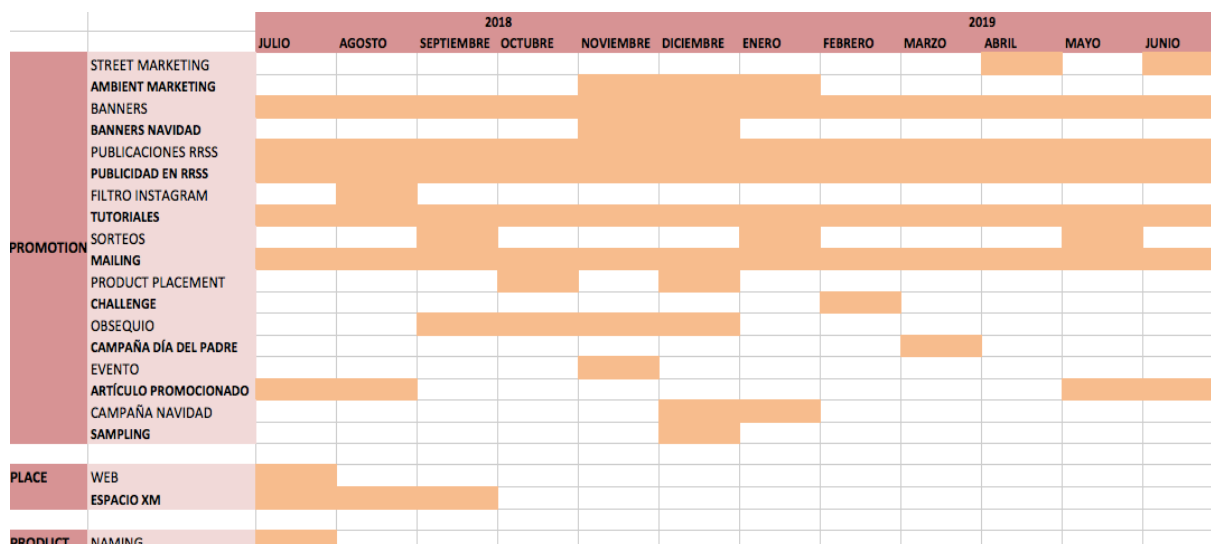 2018 2019
JULIO AGOSTO SEPTIEMBRE OCTUBRE NOVIEMBRE DICIEMBRE ENERO FEBRERO MARZO ABRIL MAYO JUNIO
STREET MARKETING
AMBIENT MARKETING
BANNERS
BANNERS NAVIDAD
PUBLICACIONES RRSS
PUBLICIDAD EN RRSS
FILTRO INSTAGRAM
TUTORIALES
PROMOTION SORTEOS
MAILING
PRODUCT PLACEMENT
CHALLENGE
OBSEQUIO
CAMPAÑA DÍA DEL PADRE
EVENTO
ARTÍCULO PROMOCIONADO
CAMPAÑA NAVIDAD
SAMPLING
PLACE WEB
ESPACIO XM
PRODUCT NAMING